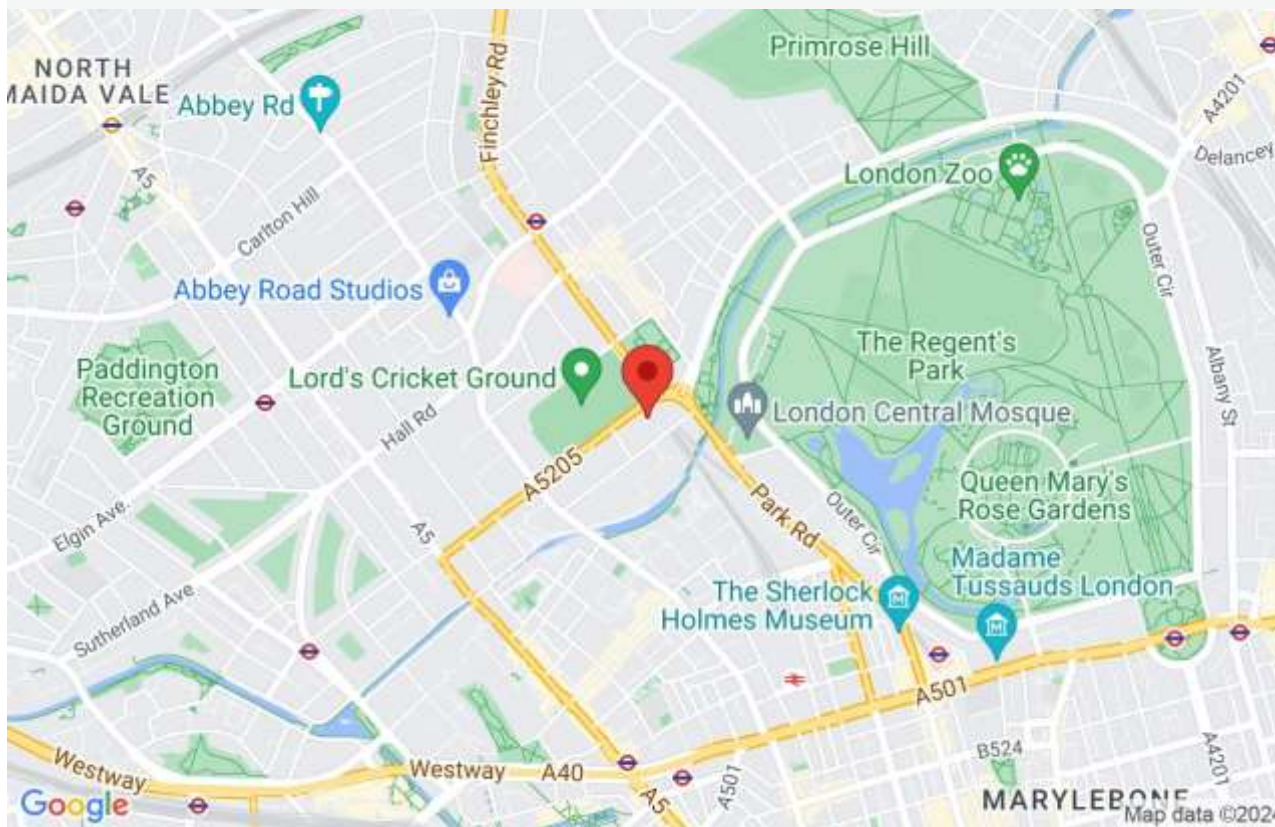 NORTH
MAIDA VALE
Abbey Rd
Finchley Rd
Primrose Hill
A4201
Delancey
London Zoo
A5
Carlton Hill
Outer Cir
Abbey Road Studios
The Regent's
Park
Albany St
Paddington
Recreation
Ground
Lord's Cricket Ground
London Central Mosque
Hall Rd
A5205
Queen Mary's
Rose Gardens
Park Rd
Outer Cir
Elgin Ave.
A5
Madame
Tussauds London
The Sherlock
Holmes Museum
Sutherland Ave
A501
Westway
Westway
A40
A5
A501
B524
A4201
MARYLEBONE
Google
Map data ©2024